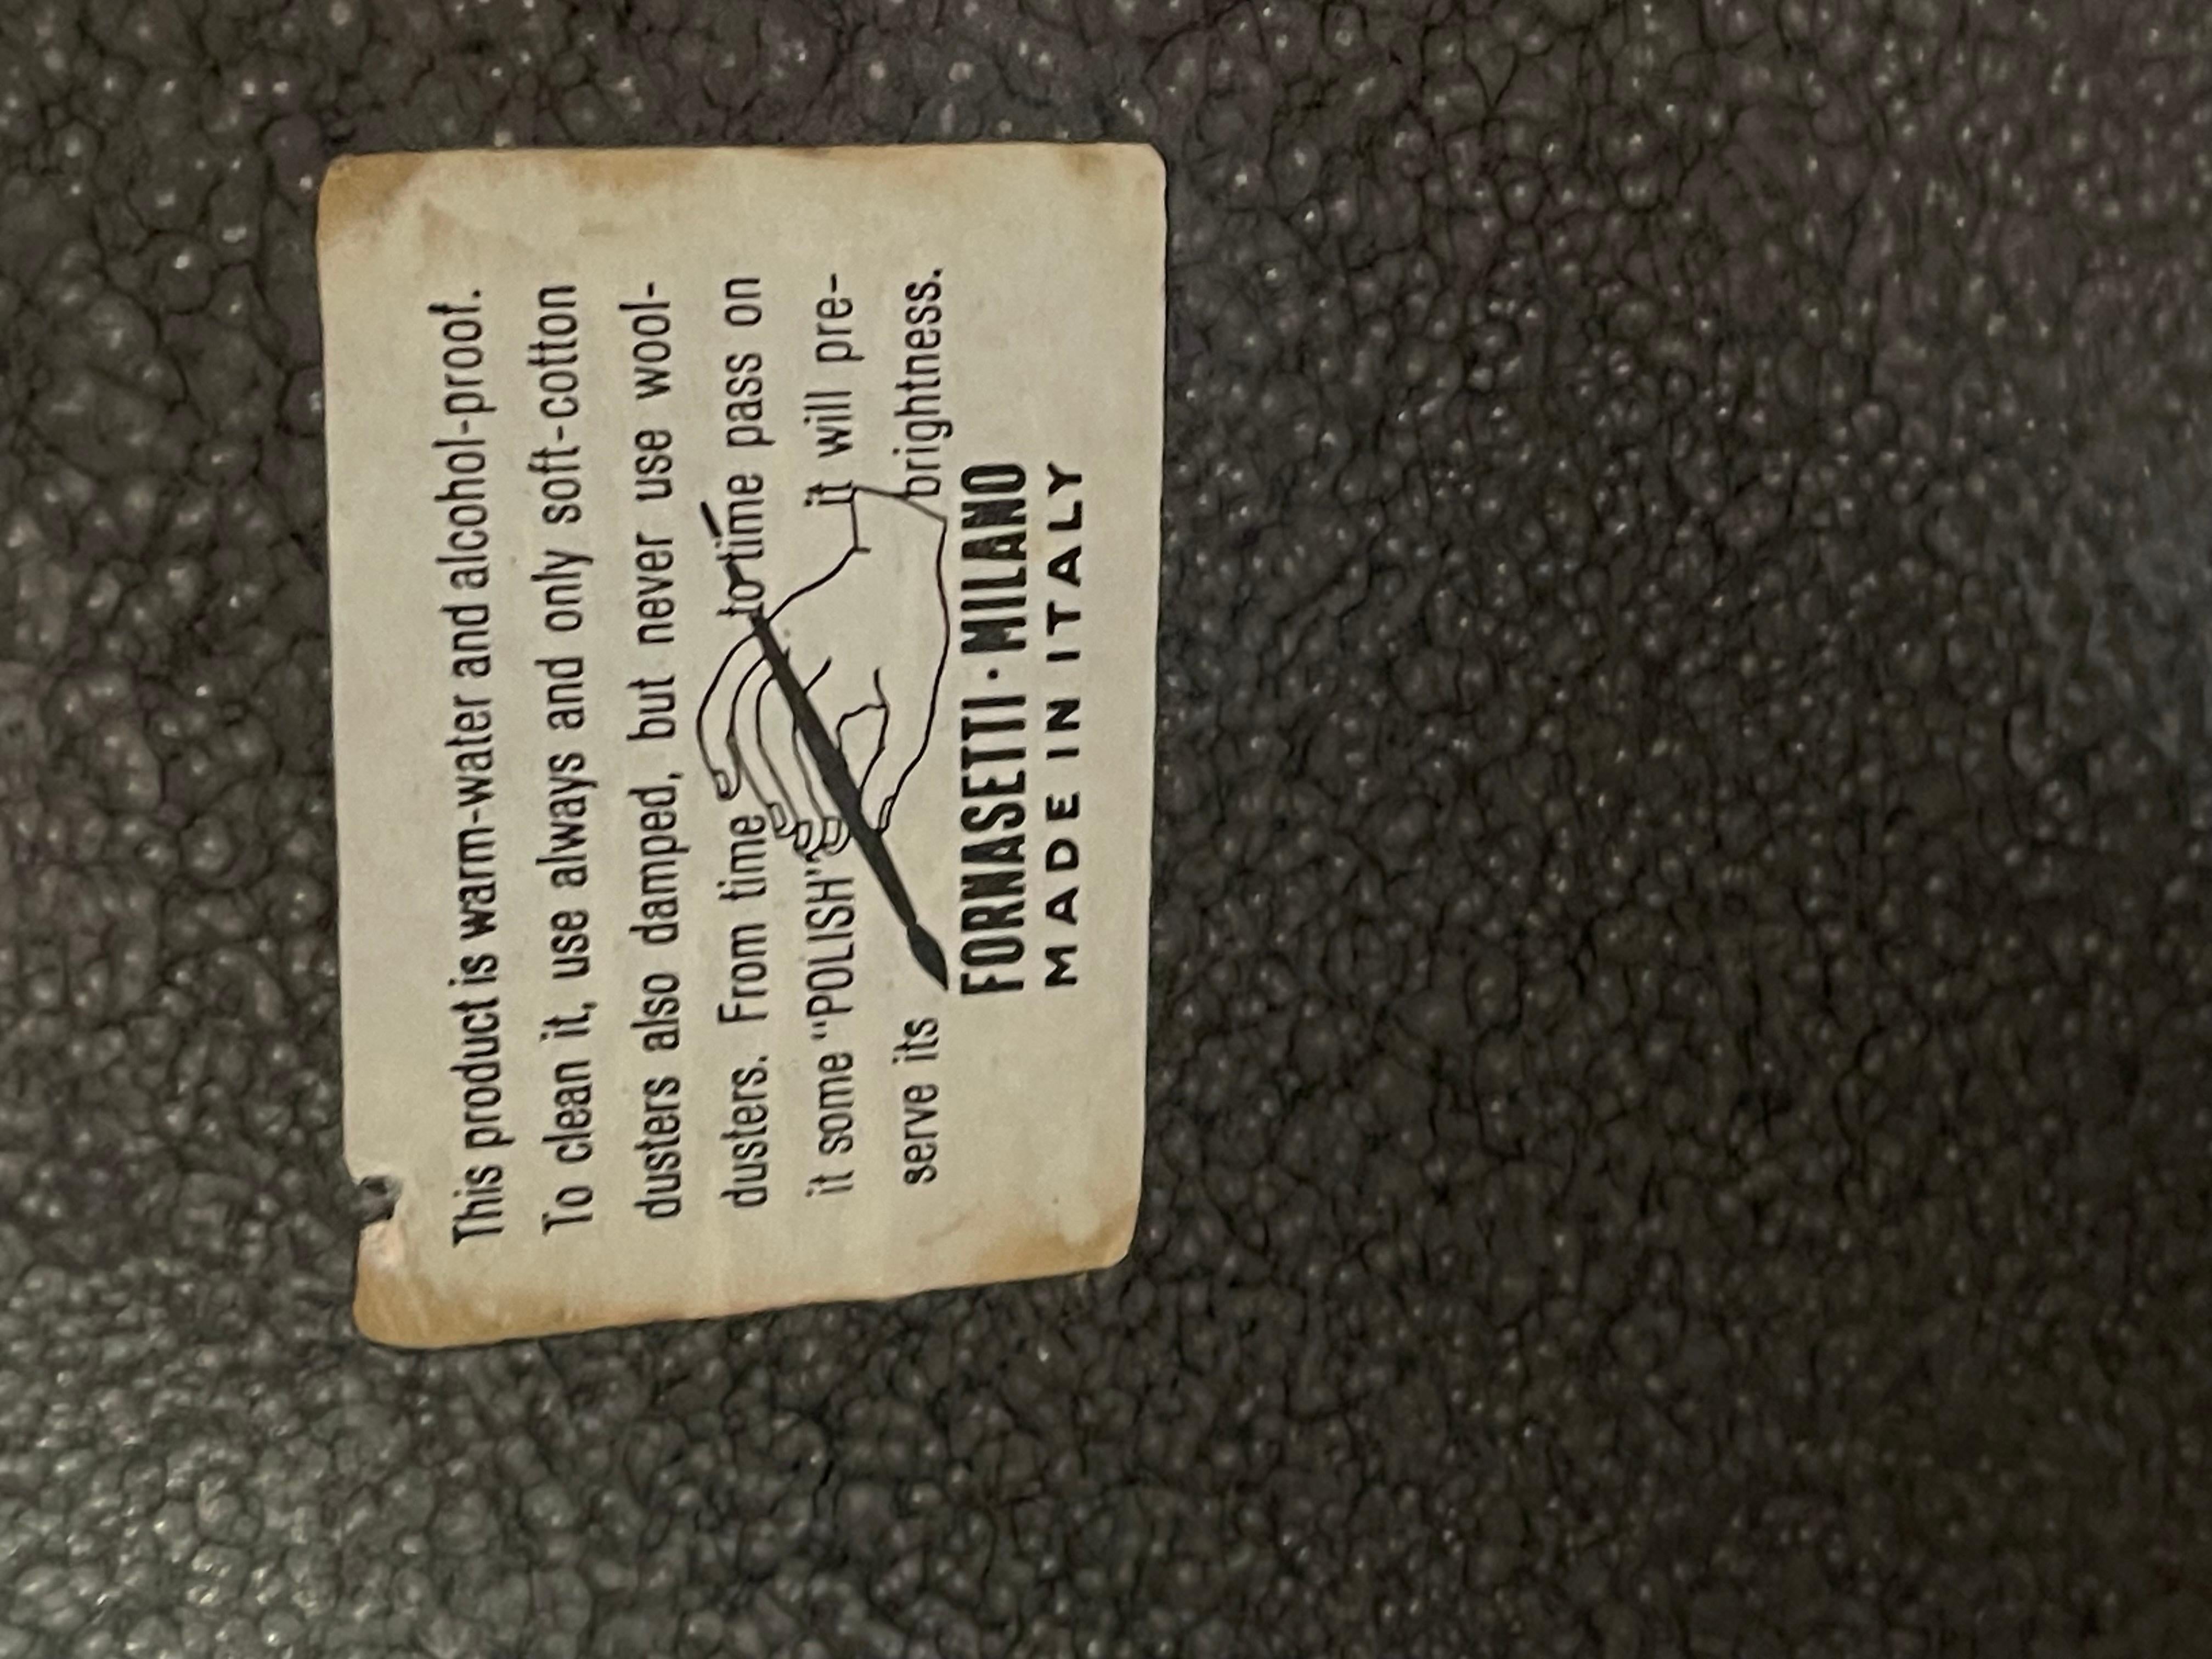 This product is warm-water and alcohol-proof.
To clean it, use always and only soft-cotton
dusters also damped, but never use wool-
dusters. From time to time pass on
it some "POLISH" it will pre-
serve its brightness.
FORNASETTI · MILANO
MADE IN ITALY